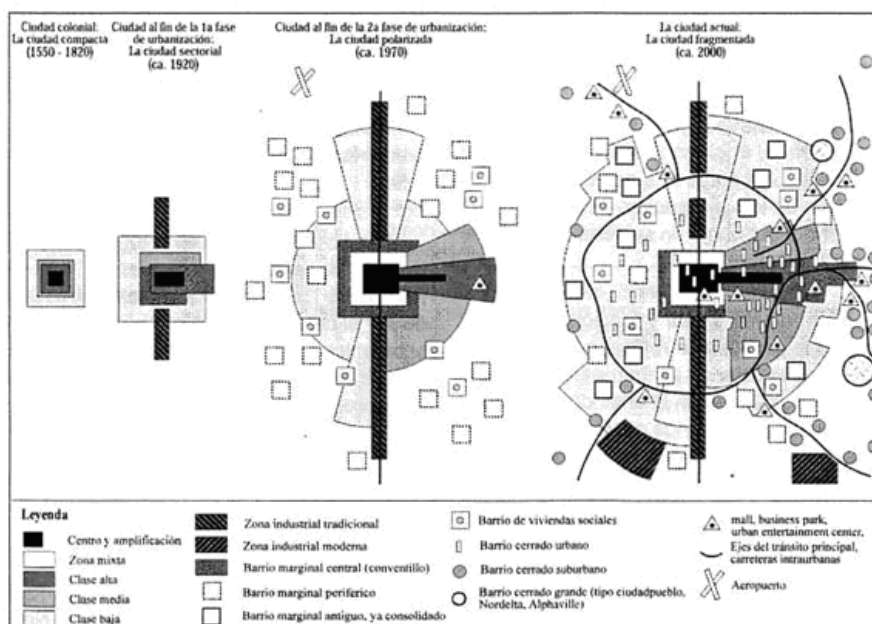 Ciudad colonial:
La ciudad compacta
(1550 - 1820)
Ciudad al fin de la 1a fase
de urbanización:
La ciudad sectorial
(ca. 1920)
Ciudad al fin de la 2a fase de urbanización:
La ciudad polarizada
(ca. 1970)
La ciudad actual:
La ciudad fragmentada
(ca. 2000)
Leyenda
Centro y amplificación
Zona mixta
Clase alta
Clase media
Clase baja
Zona industrial tradicional
Zona industrial moderna
Barrio marginal central (conventillo)
Barrio marginal periférico
Barrio marginal antiguo, ya consolidado
Barrio de viviendas sociales
Barrio cerrado urbano
Barrio cerrado suburbano
Barrio cerrado grande (tipo ciudadpueblo,
Nordelta, Alphaville)
mall, business park,
urban entertainment center,
Ejes del tránsito principal,
carreteras intraurbanas
Aeropuerto